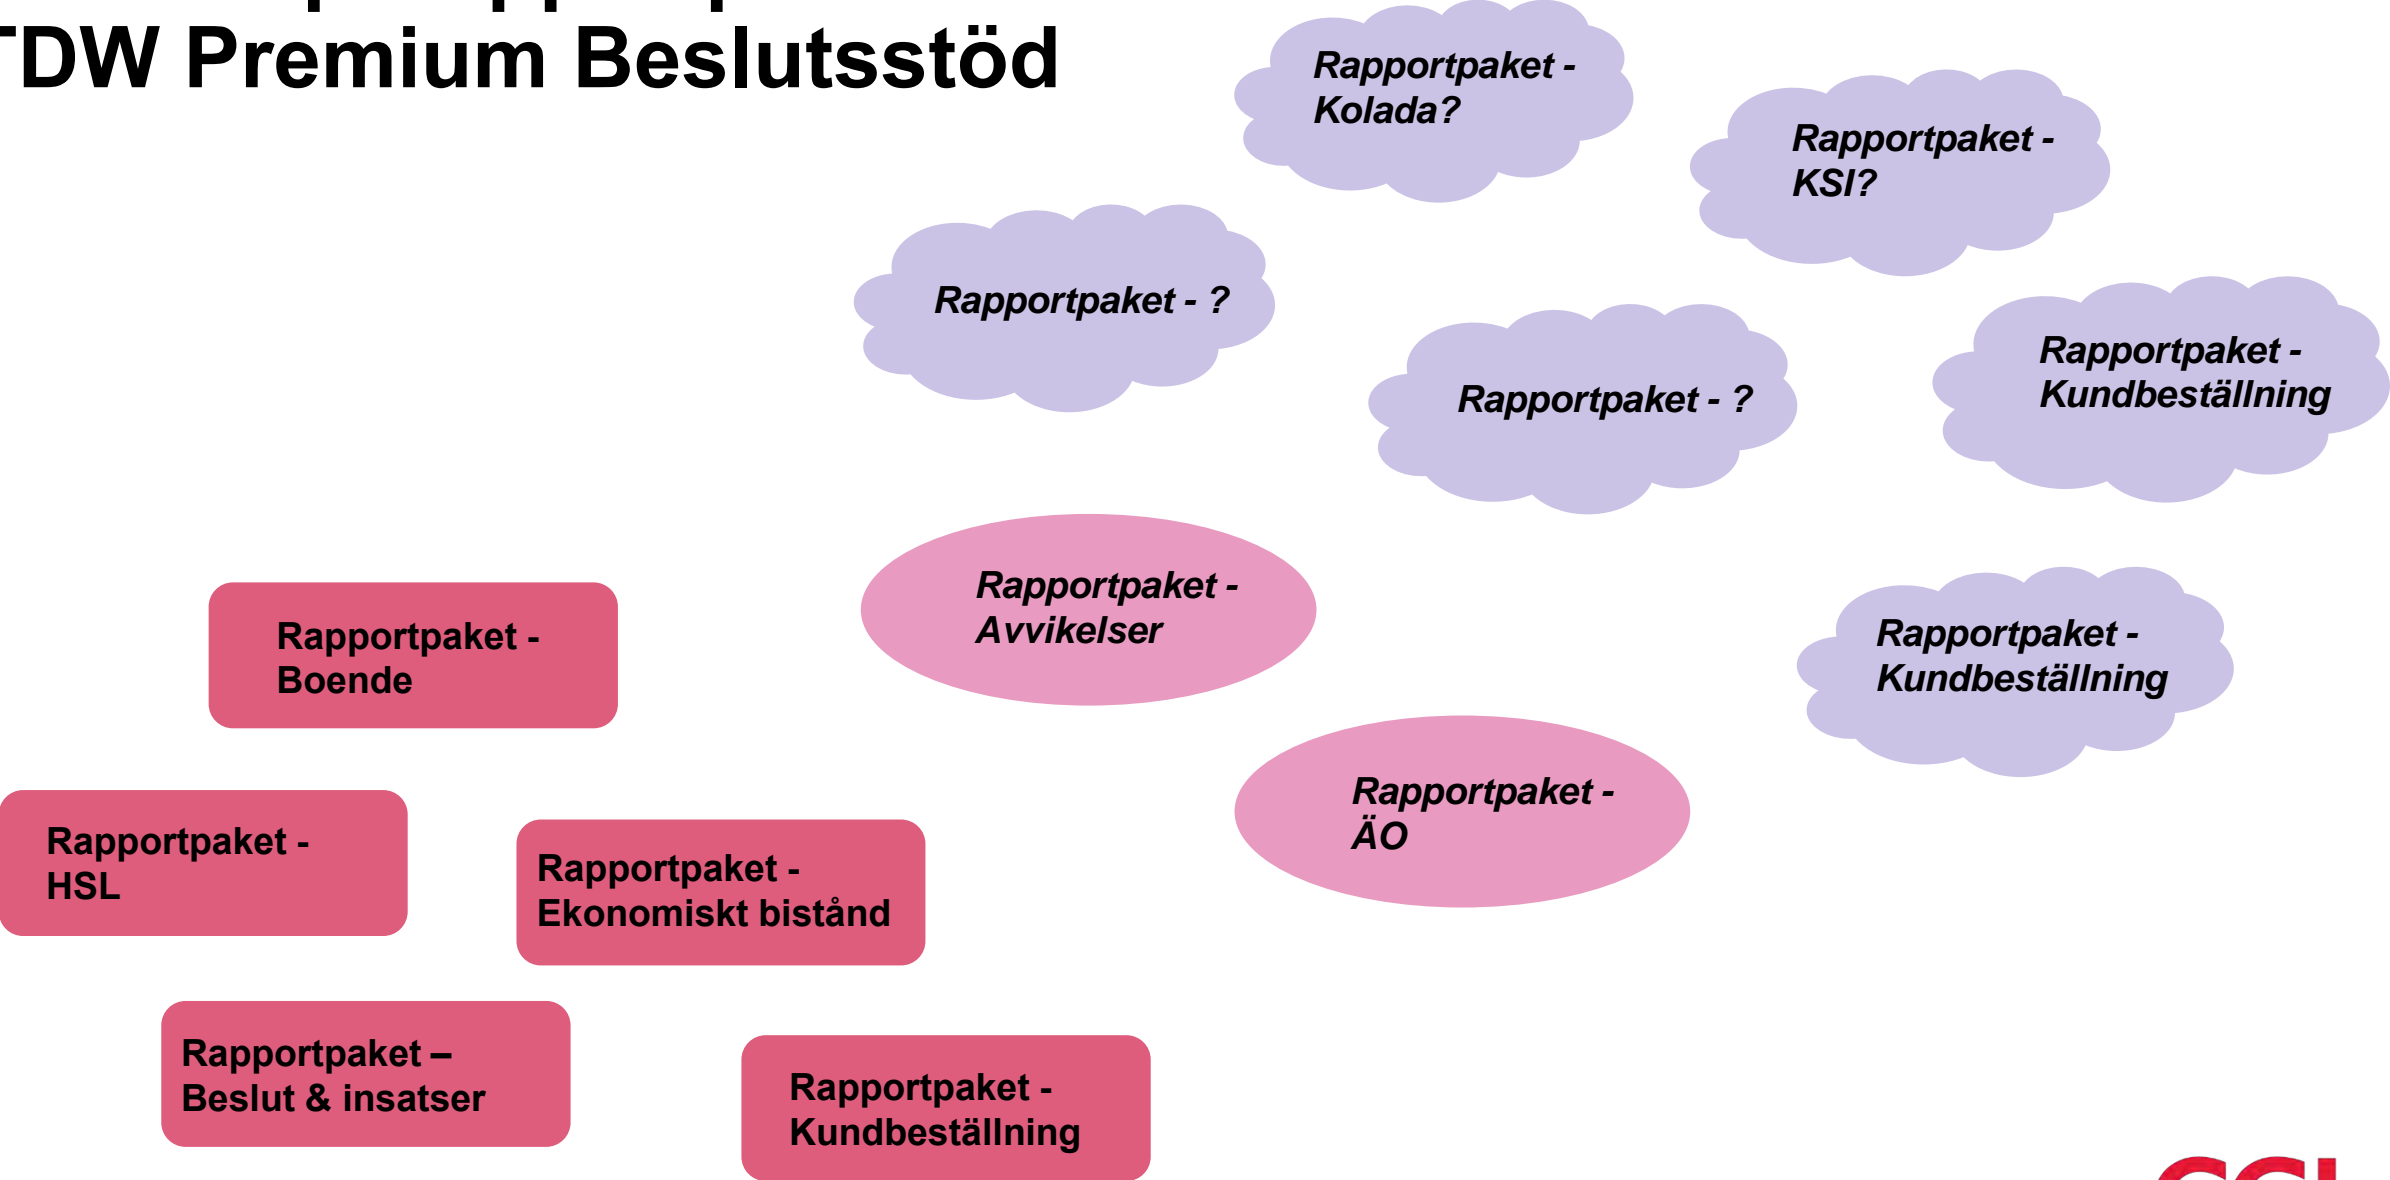 TDW Premium Beslutsstöd
Rapportpaket -
Kolada?
Rapportpaket -
KSI?
Rapportpaket - ?
Rapportpaket - ?
Rapportpaket -
Kundbeställning
Rapportpaket -
Avvikelser
Rapportpaket -
Kundbeställning
Rapportpaket -
Boende
Rapportpaket -
ÄO
Rapportpaket -
HSL
Rapportpaket -
Ekonomiskt bistånd
Rapportpaket –
Beslut & insatser
Rapportpaket -
Kundbeställning